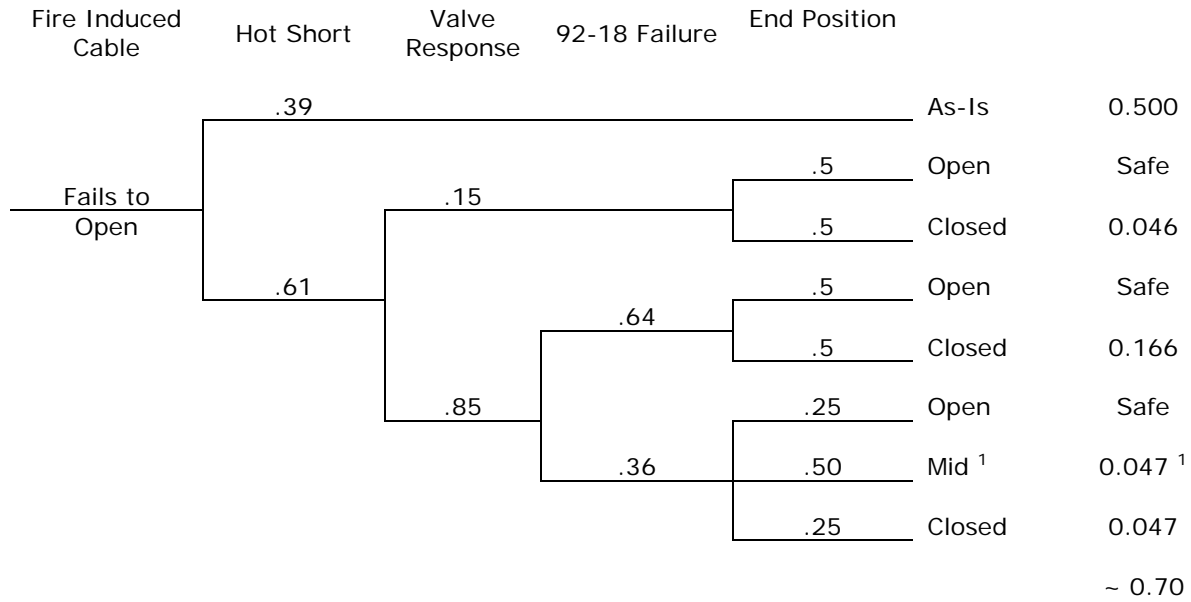 Fire Induced Cable
Hot Short
Valve Response
92-18 Failure
End Position
.39
As-Is
0.500
.5
Open
Safe
Fails to
Open
.15
.5
Closed
0.046
.61
.5
Open
Safe
.64
.5
Closed
0.166
.85
.25
Open
Safe
.36
.50
Mid 1
0.047 1
.25
Closed
0.047
~ 0.70